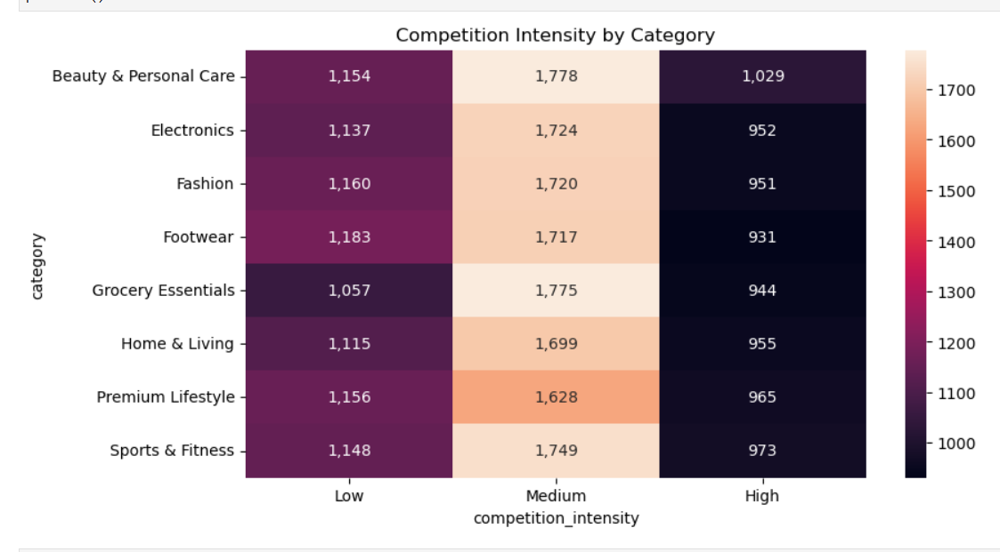 Competition Intensity by Category
Beauty & Personal Care 1,154 1,778 1,029
Electronics 1,137 1,724 952
Fashion 1,160 1,720 951
Footwear 1,183 1,717 931
Grocery Essentials 1,057 1,775 944
Home & Living 1,115 1,699 955
Premium Lifestyle 1,156 1,628 965
Sports & Fitness 1,148 1,749 973
category
Low Medium High
competition_intensity
1700
1600
1500
1400
1300
1200
1100
1000